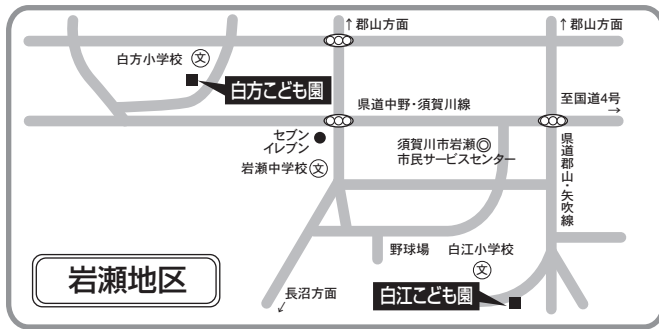 ↑郡山方面
↑郡山方面
白方小学校 文
白方こども園
県道中野・須賀川線
至国道4号
→
セブン
イレブン
須賀川市岩瀬◎
市民サービスセンター
岩瀬中学校 文
県道郡山・矢吹線
野球場
白江小学校
文
岩瀬地区
長沼方面
↙
白江こども園